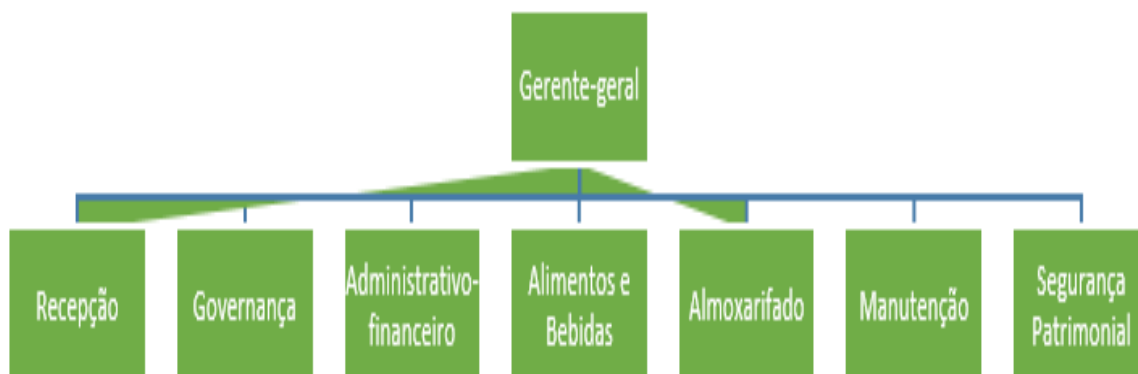 Gerente-geral
Recepção
Governança
Administrativo-
financeiro
Alimentos e
Bebidas
Almoxarifado
Manutenção
Segurança
Patrimonial